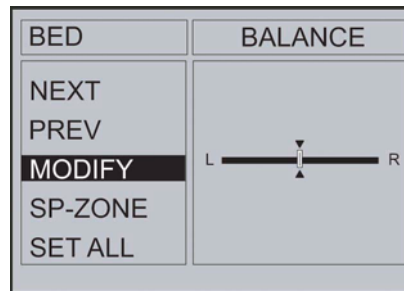 BED
BALANCE
NEXT
PREV
MODIFY
SP-ZONE
SET ALL
L R